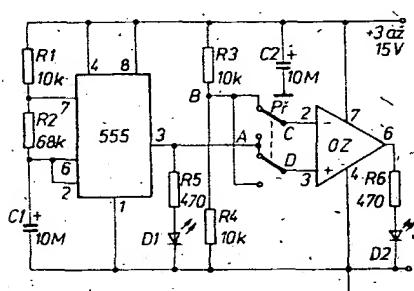 +3 až
15 V
R1
10k
4
8
R3
10k
C2 +
10M
7
B
Př
R2
68k
555
3
A
C
2
-
7
OZ
6
6
2
D
3
+
4
R5
470
R6
470
1
C1 +
10M
D1
R4
10k
D2